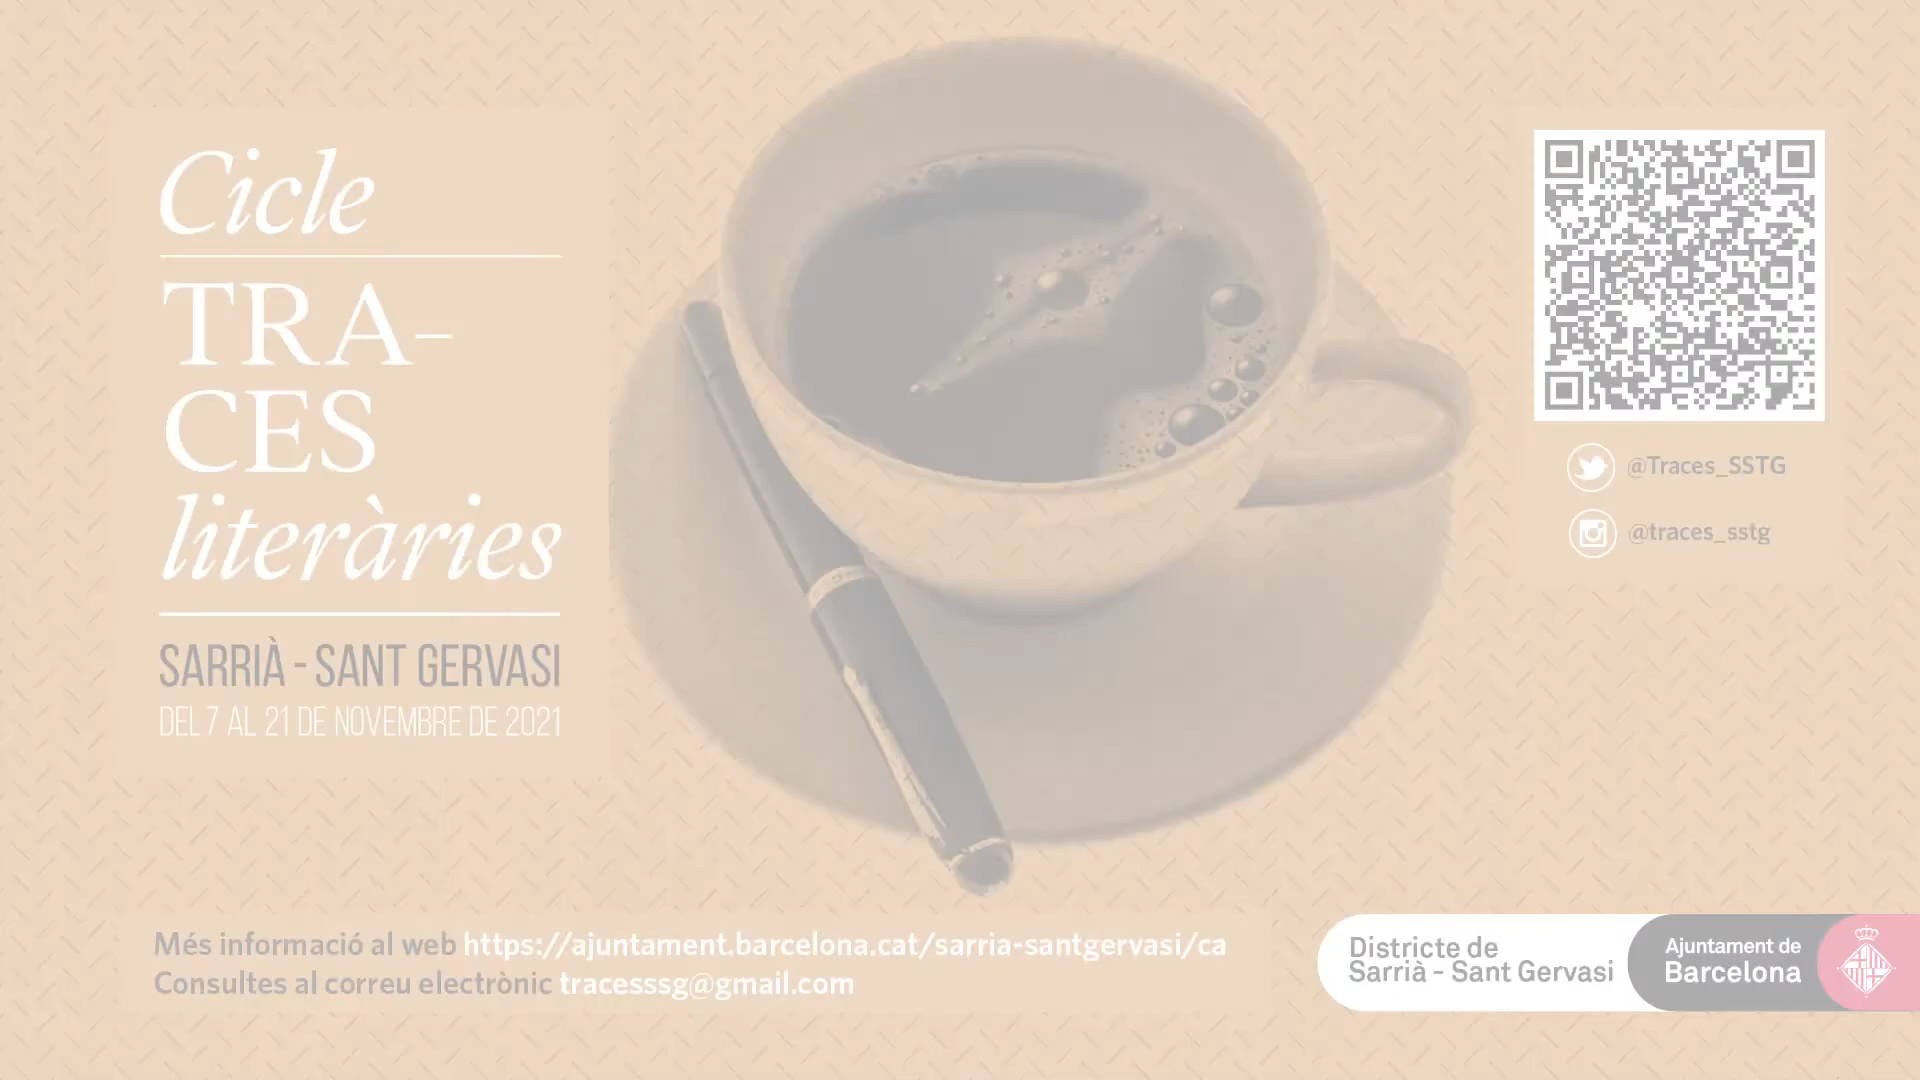 Cicle
TRA-
CES
literàries
SARRIÀ - SANT GERVASI
DEL 7 AL 21 DE NOVEMBRE DE 2021
@Traces_SSTG
@traces_sstg
Més informació al web https://ajuntament.barcelona.cat/sarria-santgervasi/ca
Consultes al correu electrònic tracesssg@gmail.com
Districte de
Sarrià - Sant Gervasi
Ajuntament de
Barcelona